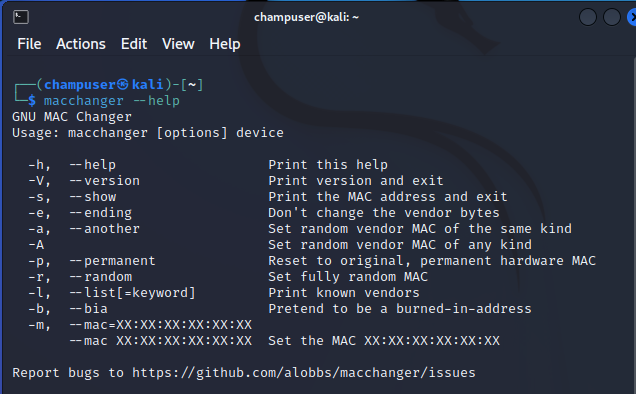 champuser@kali: ~
File Actions Edit View Help
┌──(champuser㉿kali)-[~]
└─$ macchanger --help
GNU MAC Changer
Usage: macchanger [options] device

  -h,  --help                   Print this help
  -V,  --version                Print version and exit
  -s,  --show                   Print the MAC address and exit
  -e,  --ending                 Don't change the vendor bytes
  -a,  --another                Set random vendor MAC of the same kind
  -A                            Set random vendor MAC of any kind
  -p,  --permanent              Reset to original, permanent hardware MAC
  -r,  --random                 Set fully random MAC
  -l,  --list[=keyword]         Print known vendors
  -b,  --bia                    Pretend to be a burned-in-address
  -m,  --mac=XX:XX:XX:XX:XX:XX
       --mac XX:XX:XX:XX:XX:XX  Set the MAC XX:XX:XX:XX:XX:XX

Report bugs to https://github.com/alobbs/macchanger/issues